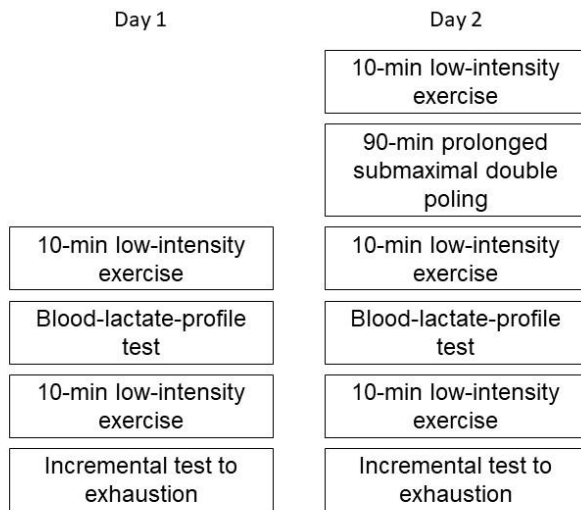 Day 1
Day 2
10-min low-intensity
exercise
90-min prolonged
submaximal double
poling
10-min low-intensity
exercise
10-min low-intensity
exercise
Blood-lactate-profile
test
Blood-lactate-profile
test
10-min low-intensity
exercise
10-min low-intensity
exercise
Incremental test to
exhaustion
Incremental test to
exhaustion